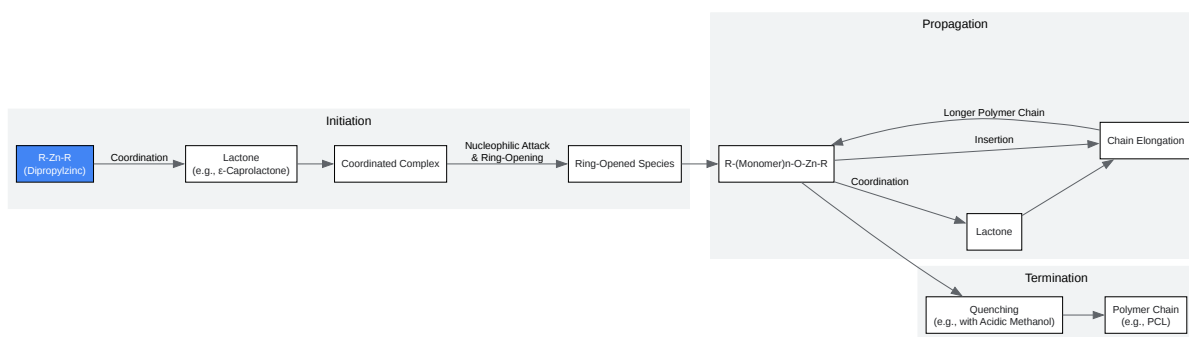 Propagation
Initiation
R-Zn-R
(Dipropylzinc)
Coordination
Lactone
(e.g., ε-Caprolactone)
Coordinated Complex
Nucleophilic Attack
& Ring-Opening
Ring-Opened Species
R-(Monomer)n-O-Zn-R
Longer Polymer Chain
Insertion
Chain Elongation
Coordination
Lactone
Termination
Quenching
(e.g., with Acidic Methanol)
Polymer Chain
(e.g., PCL)